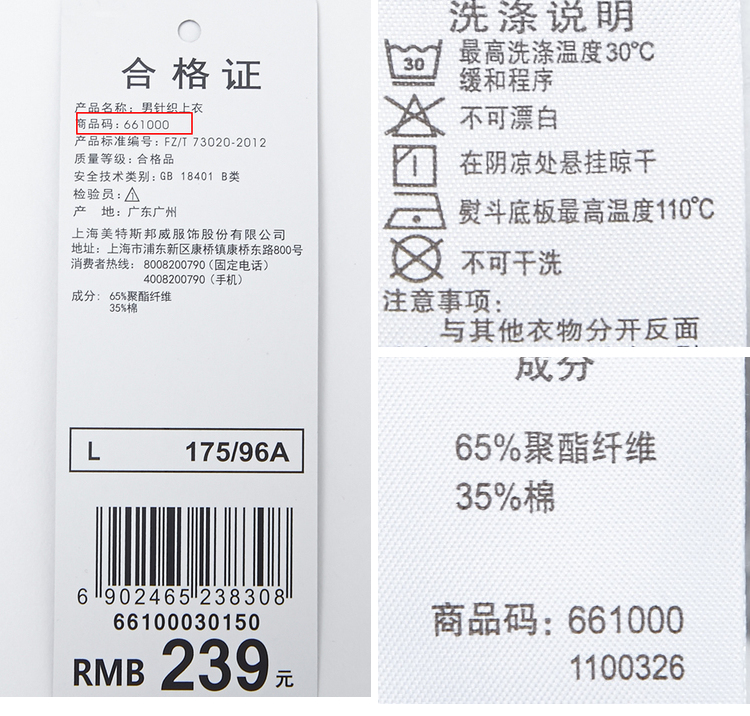 合格证
产品名称：男针织上衣
商品码：661000
产品标准编号：FZ/T 73020-2012
质量等级：合格品
安全技术类别：GB 18401 B类
检验员：
产 地：广东广州
上海美特斯邦威服饰股份有限公司
地址：上海市浦东新区康桥镇康桥东路800号
消费者热线：8008200790（固定电话）
4008200790（手机）
成分：65%聚酯纤维
35%棉
L 175/96A
6 902465 238308
66100030150
RMB 239元
洗涤说明
30 最高洗涤温度30℃
缓和程序
不可漂白
在阴凉处悬挂晾干
熨斗底板最高温度110℃
不可干洗
注意事项：
与其他衣物分开反面
成分
65%聚酯纤维
35%棉
商品码：661000
1100326